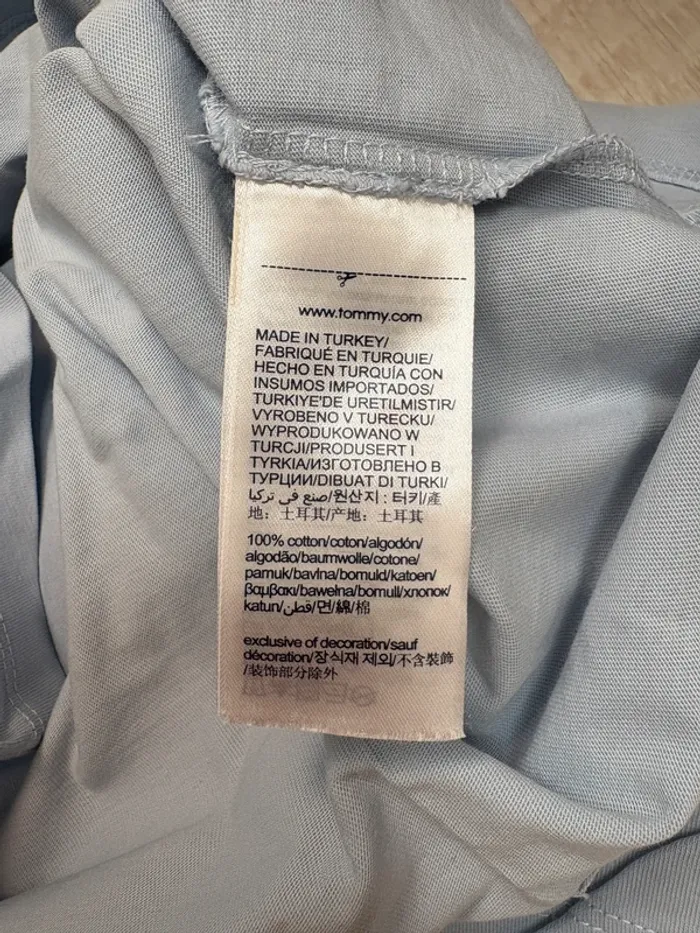 www.tommy.com
MADE IN TURKEY/
FABRIQUÉ EN TURQUIE/
HECHO EN TURQUÍA CON
INSUMOS IMPORTADOS/
TURKIYE'DE URETILMISTIR/
VYROBENO V TURECKU/
WYPRODUKOWANO W
TURCJI/PRODUSERT I
TYRKIA/ИЗГОТОВЛЕНО В
ТУРЦИИ/DIBUAT DI TURKI/
صنع في تركيا/원산지 : 터키/產
地：土耳其/产地：土耳其
100% cotton/coton/algodón/
algodão/baumwolle/cotone/
pamuk/bavlna/bomuld/katoen/
βαμβακι/bawełna/bomull/хлопок/
katun/قطن/면/綿/棉
exclusive of decoration/sauf
décoration/장식재 제외/不含裝飾
/装饰部分除外